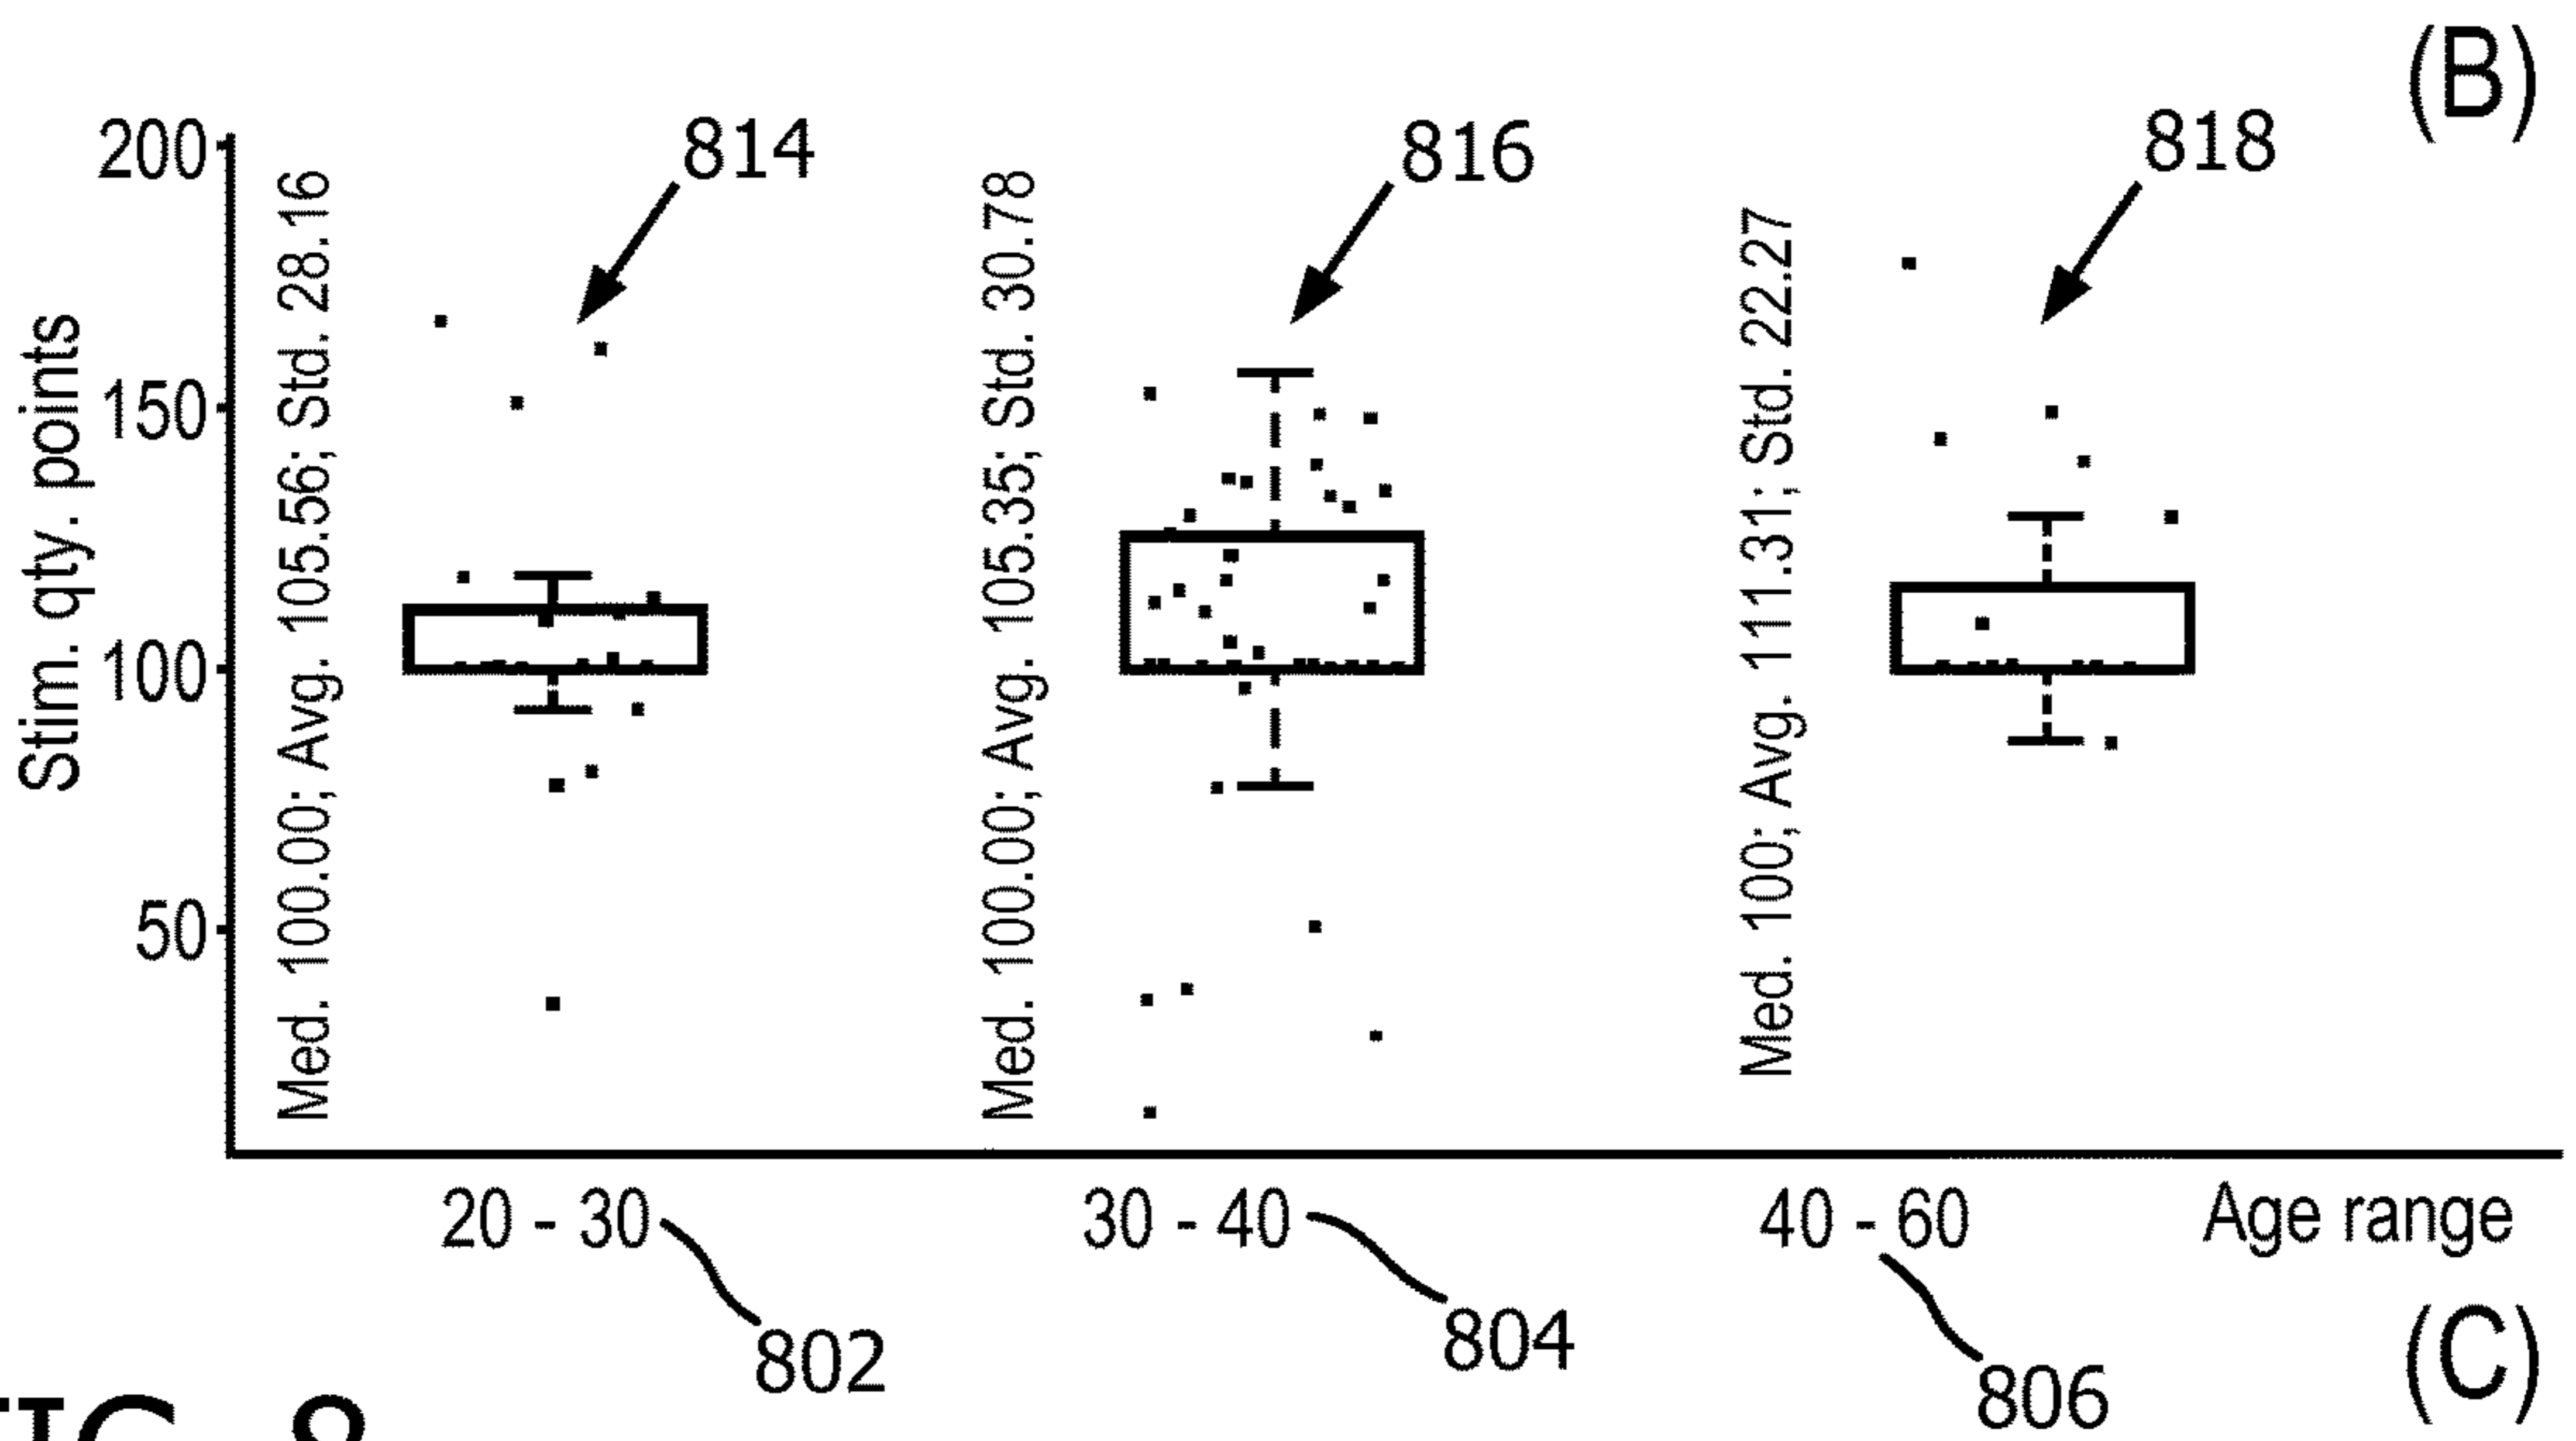 (B)
200
150
100
50
Stim. qty. points
Med. 100.00; Avg. 105.56; Std. 28.16
814
Med. 100.00; Avg. 105.35; Std. 30.78
816
Med. 100; Avg. 111.31; Std. 22.27
818
20 - 30
30 - 40
40 - 60
Age range
802
804
806
(C)